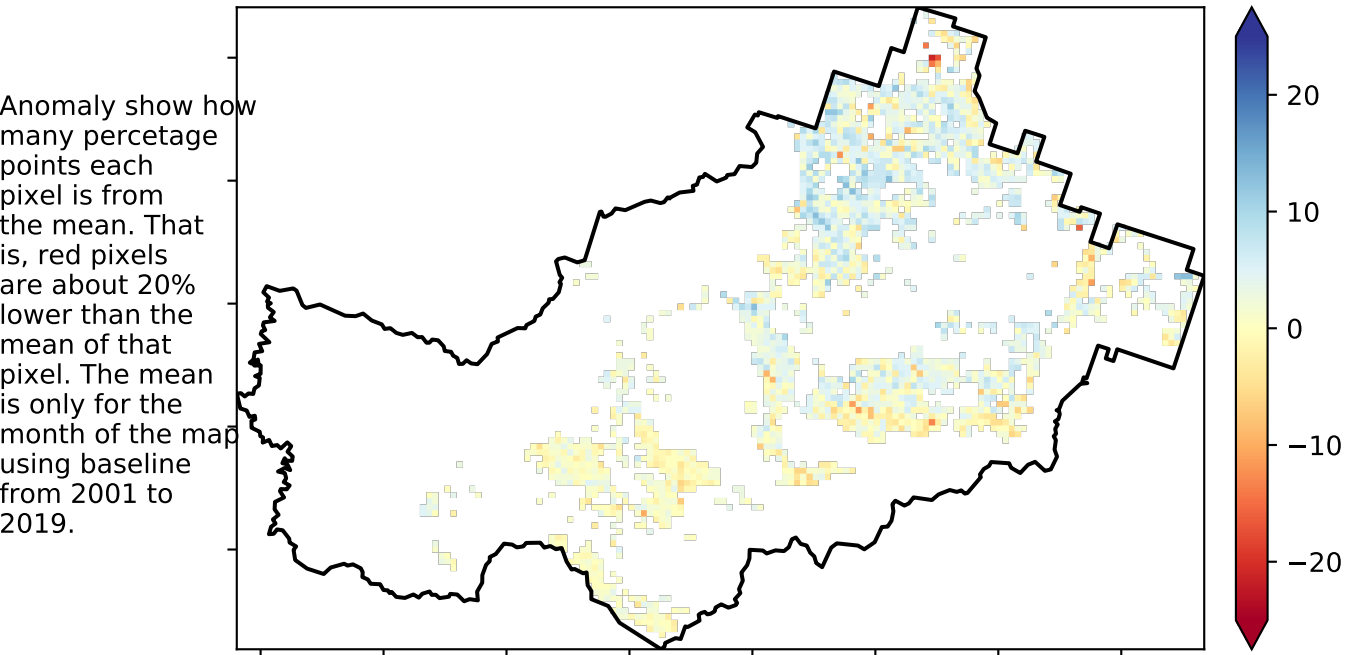 Anomaly show how
many percetage
points each
pixel is from
the mean. That
is, red pixels
are about 20%
lower than the
mean of that
pixel. The mean
is only for the
month of the map
using baseline
from 2001 to
2019.
20
10
0
−10
−20